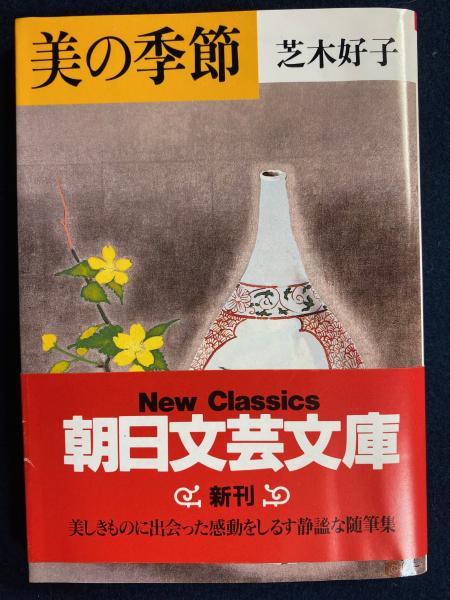 美の季節
芝木好子
New Classics
朝日文芸文庫
新刊
美しきものに出会った感動をしるす静謐な随筆集